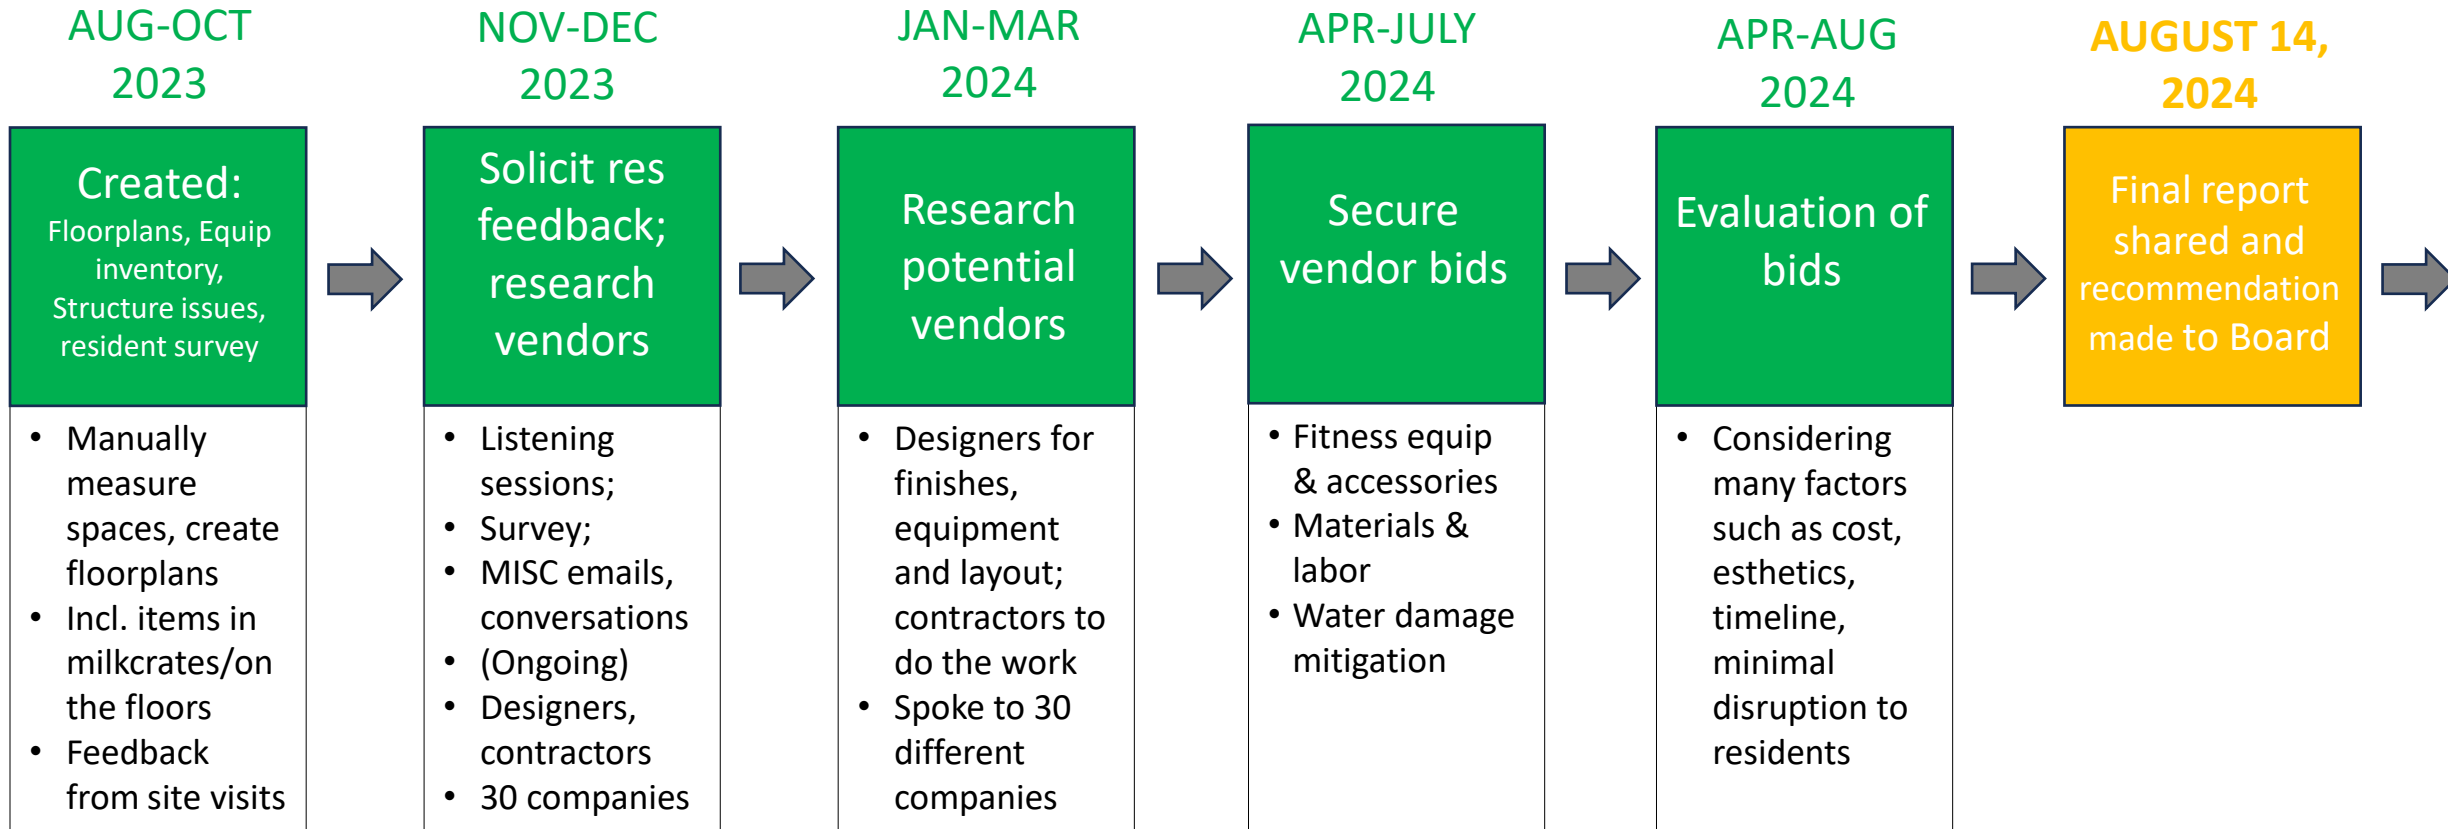 AUG-OCT
2023
Created:
Floorplans, Equip
inventory,
Structure issues,
resident survey
• Manually
measure
spaces, create
floorplans
• Incl. items in
milkcrates/on
the floors
• Feedback
from site visits
NOV-DEC
2023
Solicit res
feedback;
research
vendors
• Listening
sessions;
• Survey;
• MISC emails,
conversations
• (Ongoing)
• Designers,
contractors
• 30 companies
JAN-MAR
2024
Research
potential
vendors
• Designers for
finishes,
equipment
and layout;
contractors to
do the work
• Spoke to 30
different
companies
APR-JULY
2024
Secure
vendor bids
• Fitness equip
& accessories
• Materials &
labor
• Water damage
mitigation
APR-AUG
2024
Evaluation of
bids
• Considering
many factors
such as cost,
esthetics,
timeline,
minimal
disruption to
residents
AUGUST 14,
2024
Final report
shared and
recommendation
made to Board